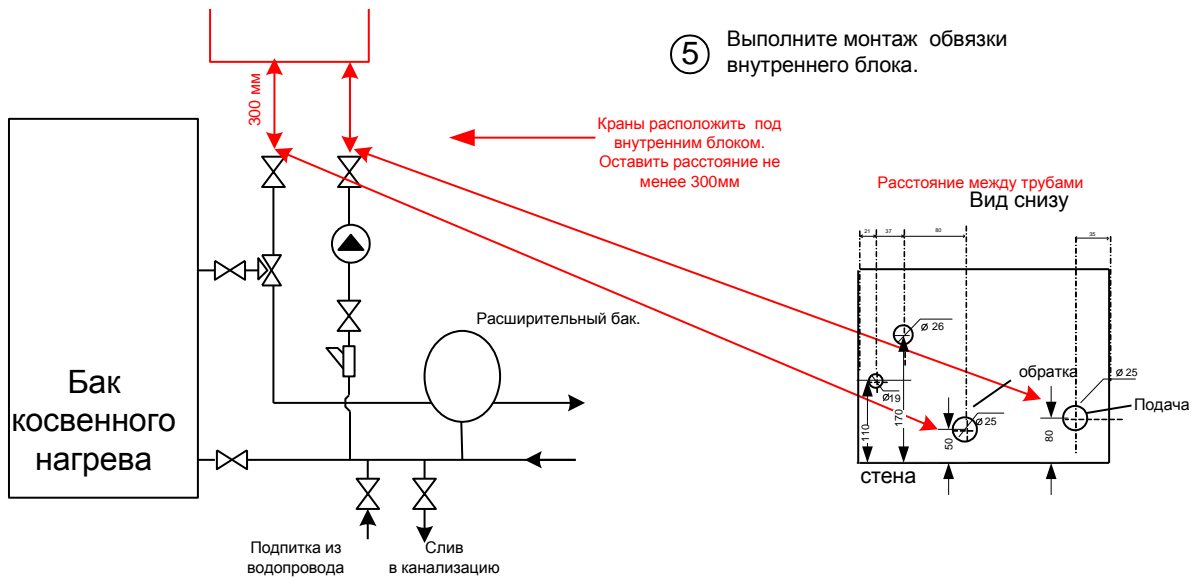 5
Выполните монтаж обвязки
внутреннего блока.
300 мм
Краны расположить под
внутренним блоком.
Оставить расстояние не
менее 300мм
Расстояние между трубами
Вид снизу
21
37
80
35
Бак
косвенного
нагрева
Расширительный бак.
ø 26
ø19
обратка
ø 25
ø 25
Подача
110
170
50
80
стена
Подпитка из
водопровода
Слив
в канализацию